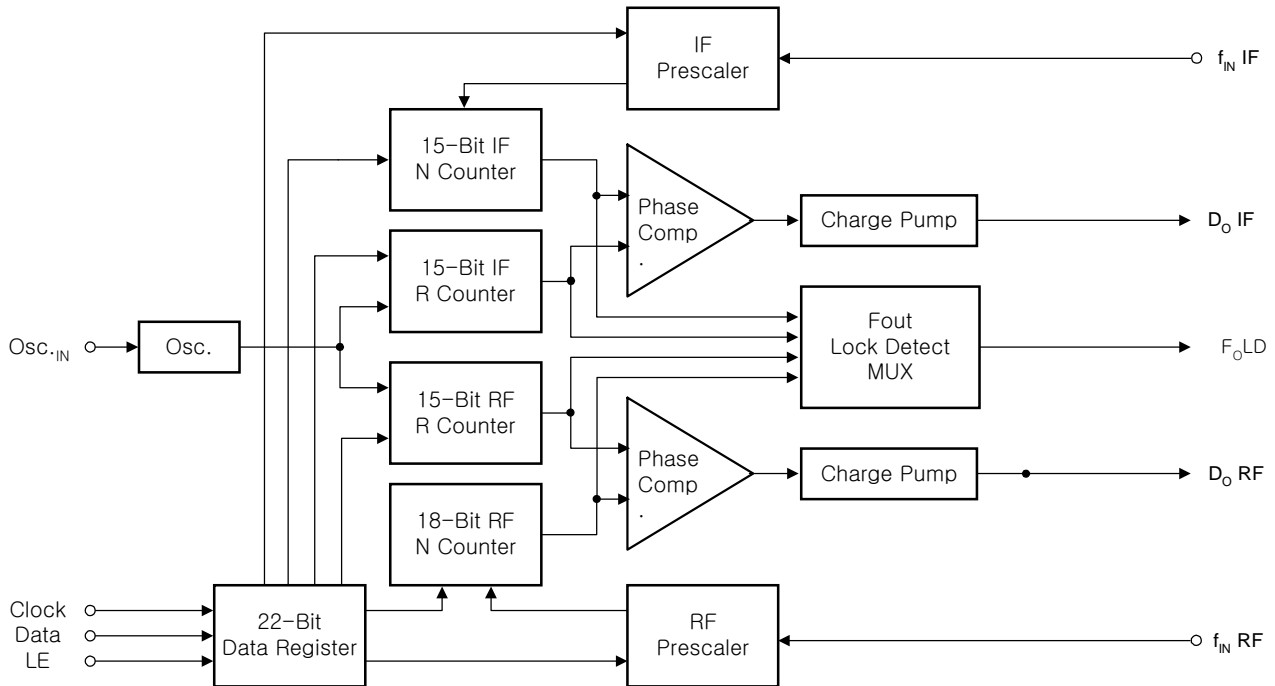 IF
Prescaler
f_IN IF
15-Bit IF
N Counter
Phase
Comp
.
Charge Pump
D_O IF
15-Bit IF
R Counter
Fout
Lock Detect
MUX
F_OLD
Osc._IN
Osc.
15-Bit RF
R Counter
Phase
Comp
.
Charge Pump
D_O RF
18-Bit RF
N Counter
Clock
Data
LE
22-Bit
Data Register
RF
Prescaler
f_IN RF